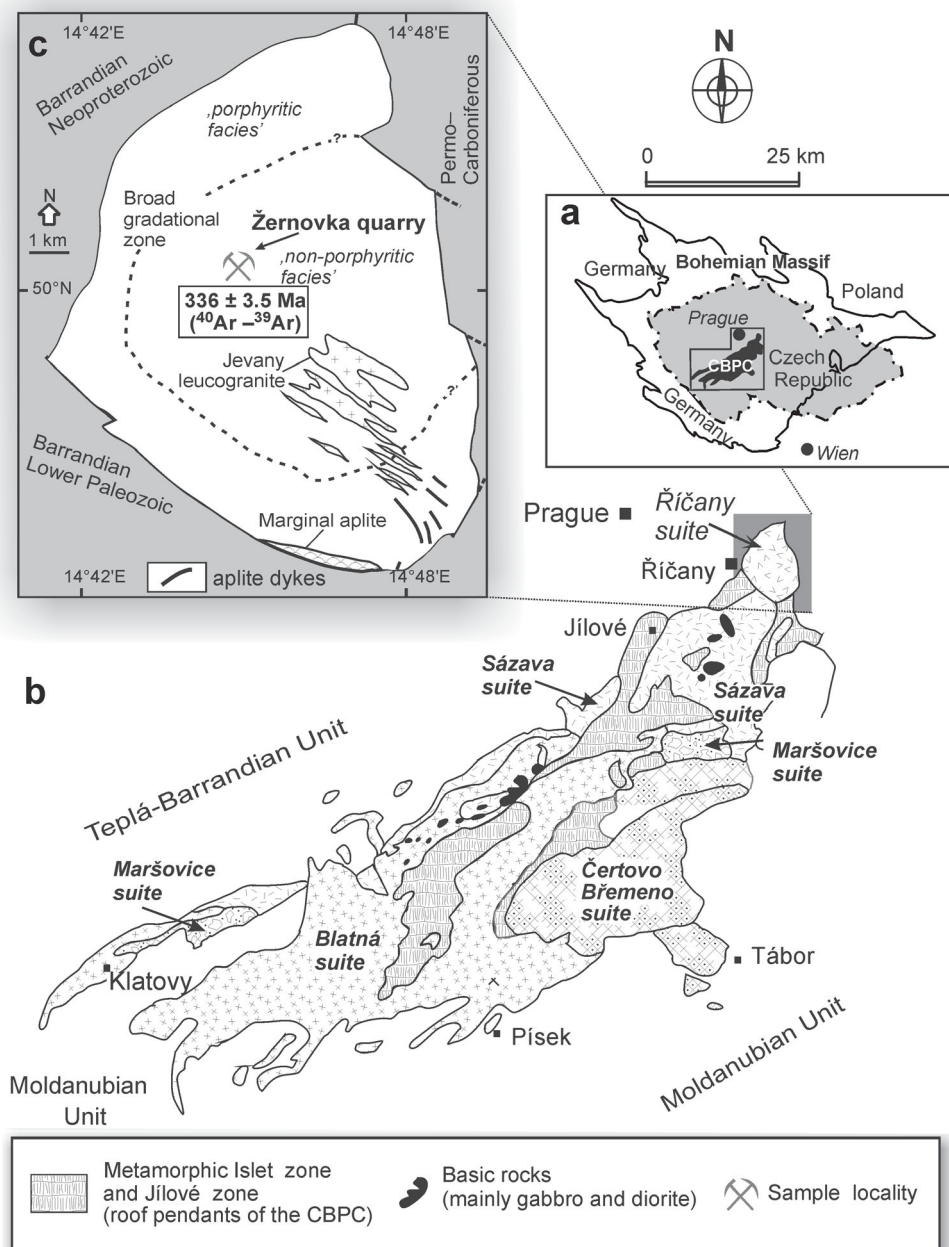 c
14°42'E
14°48'E
Barrandian
Neoproterozoic
‚porphyritic
facies’
?
Permo–
Carboniferous
N
1 km
Broad
gradational
zone
Žernovka quarry
‚non-porphyritic
facies’
50°N
336 ± 3.5 Ma
(⁴⁰Ar –³⁹Ar)
Jevany
leucogranite
?
Barrandian
Lower Paleozoic
Marginal aplite
14°42'E
14°48'E
aplite dykes
N
0
25 km
a
Germany
Bohemian Massif
Poland
Prague
CBPC
Czech
Republic
Germany
Wien
b
Prague
Říčany
suite
Říčany
Jílové
Sázava
suite
Sázava
suite
Maršovice
suite
Teplá-Barrandian Unit
Maršovice
suite
Čertovo
Břemeno
suite
Blatná
suite
Klatovy
Tábor
Písek
Moldanubian
Unit
Moldanubian Unit
Metamorphic Islet zone
and Jílové zone
(roof pendants of the CBPC)
Basic rocks
(mainly gabbro and diorite)
Sample locality